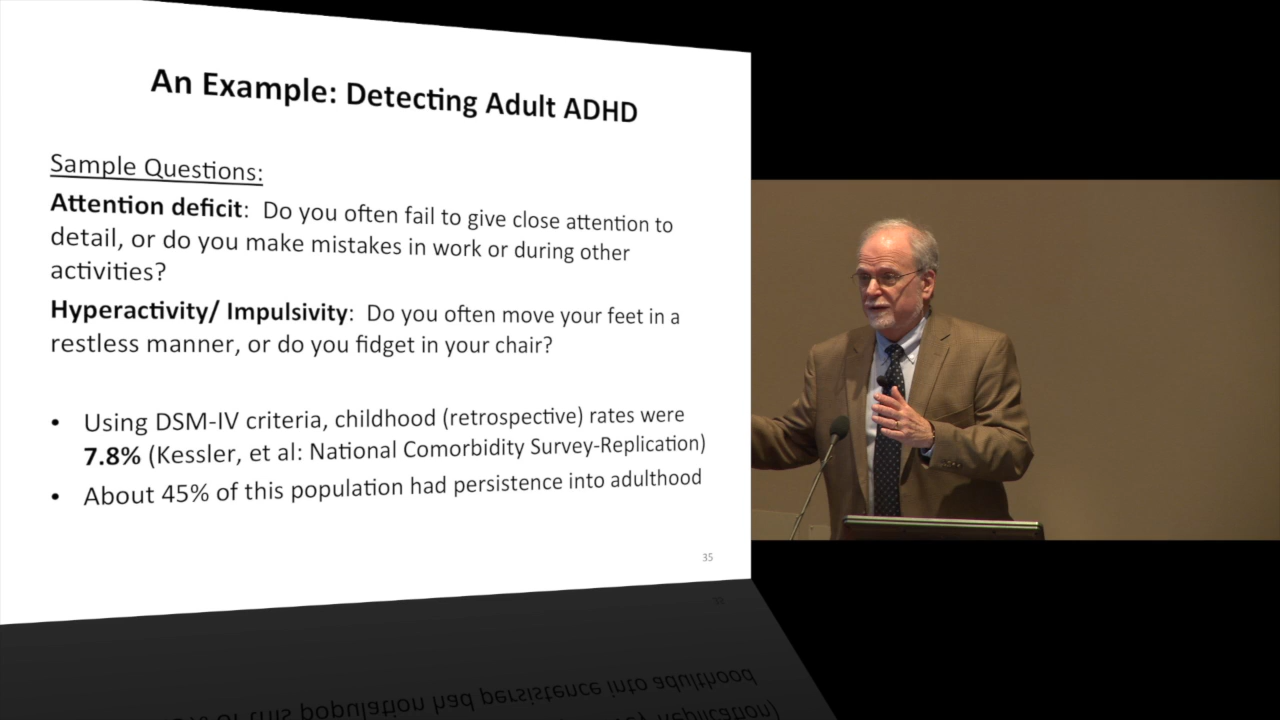 An Example: Detecting Adult ADHD
Sample Questions:
Attention deficit: Do you often fail to give close attention to
detail, or do you make mistakes in work or during other
activities?
Hyperactivity/ Impulsivity: Do you often move your feet in a
restless manner, or do you fidget in your chair?
• Using DSM-IV criteria, childhood (retrospective) rates were
7.8% (Kessler, et al: National Comorbidity Survey-Replication)
• About 45% of this population had persistence into adulthood
35